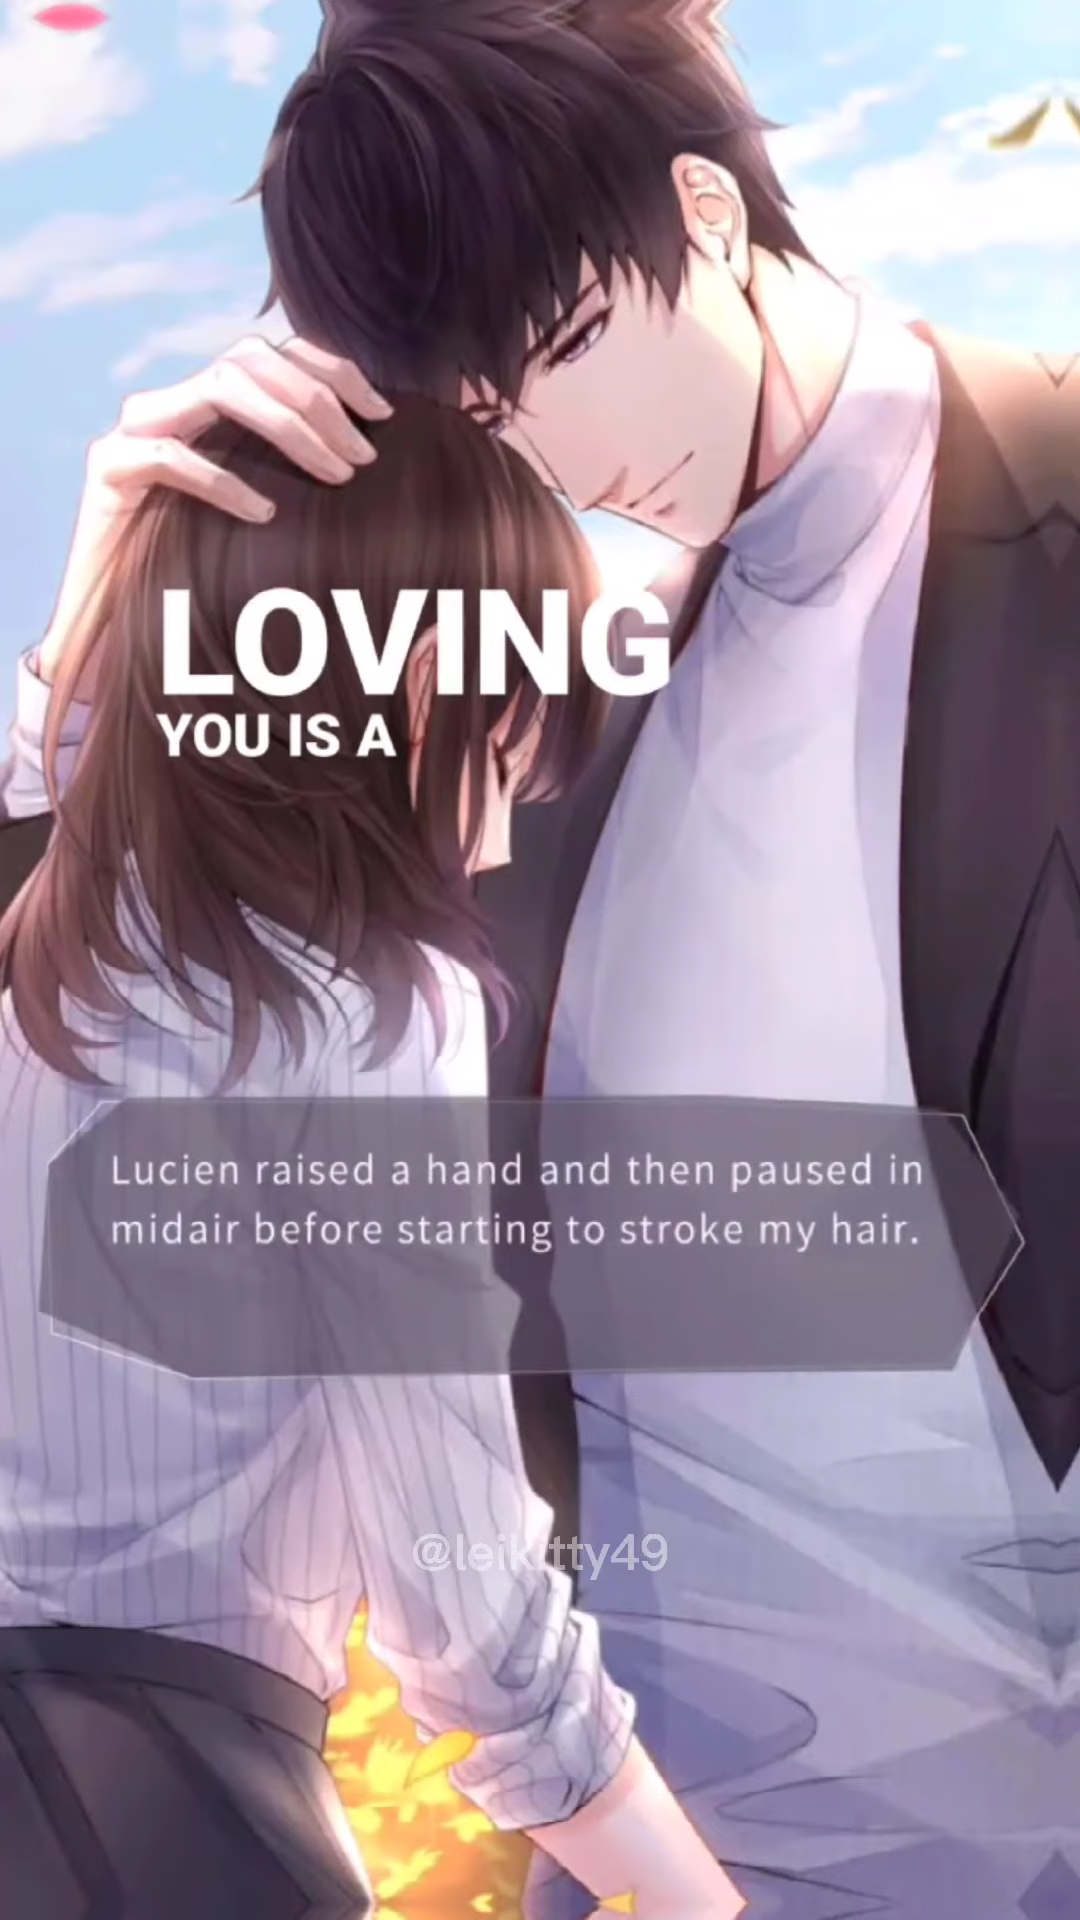 LOVING
YOU IS A
Lucien raised a hand and then paused in
midair before starting to stroke my hair.
@leikitty49